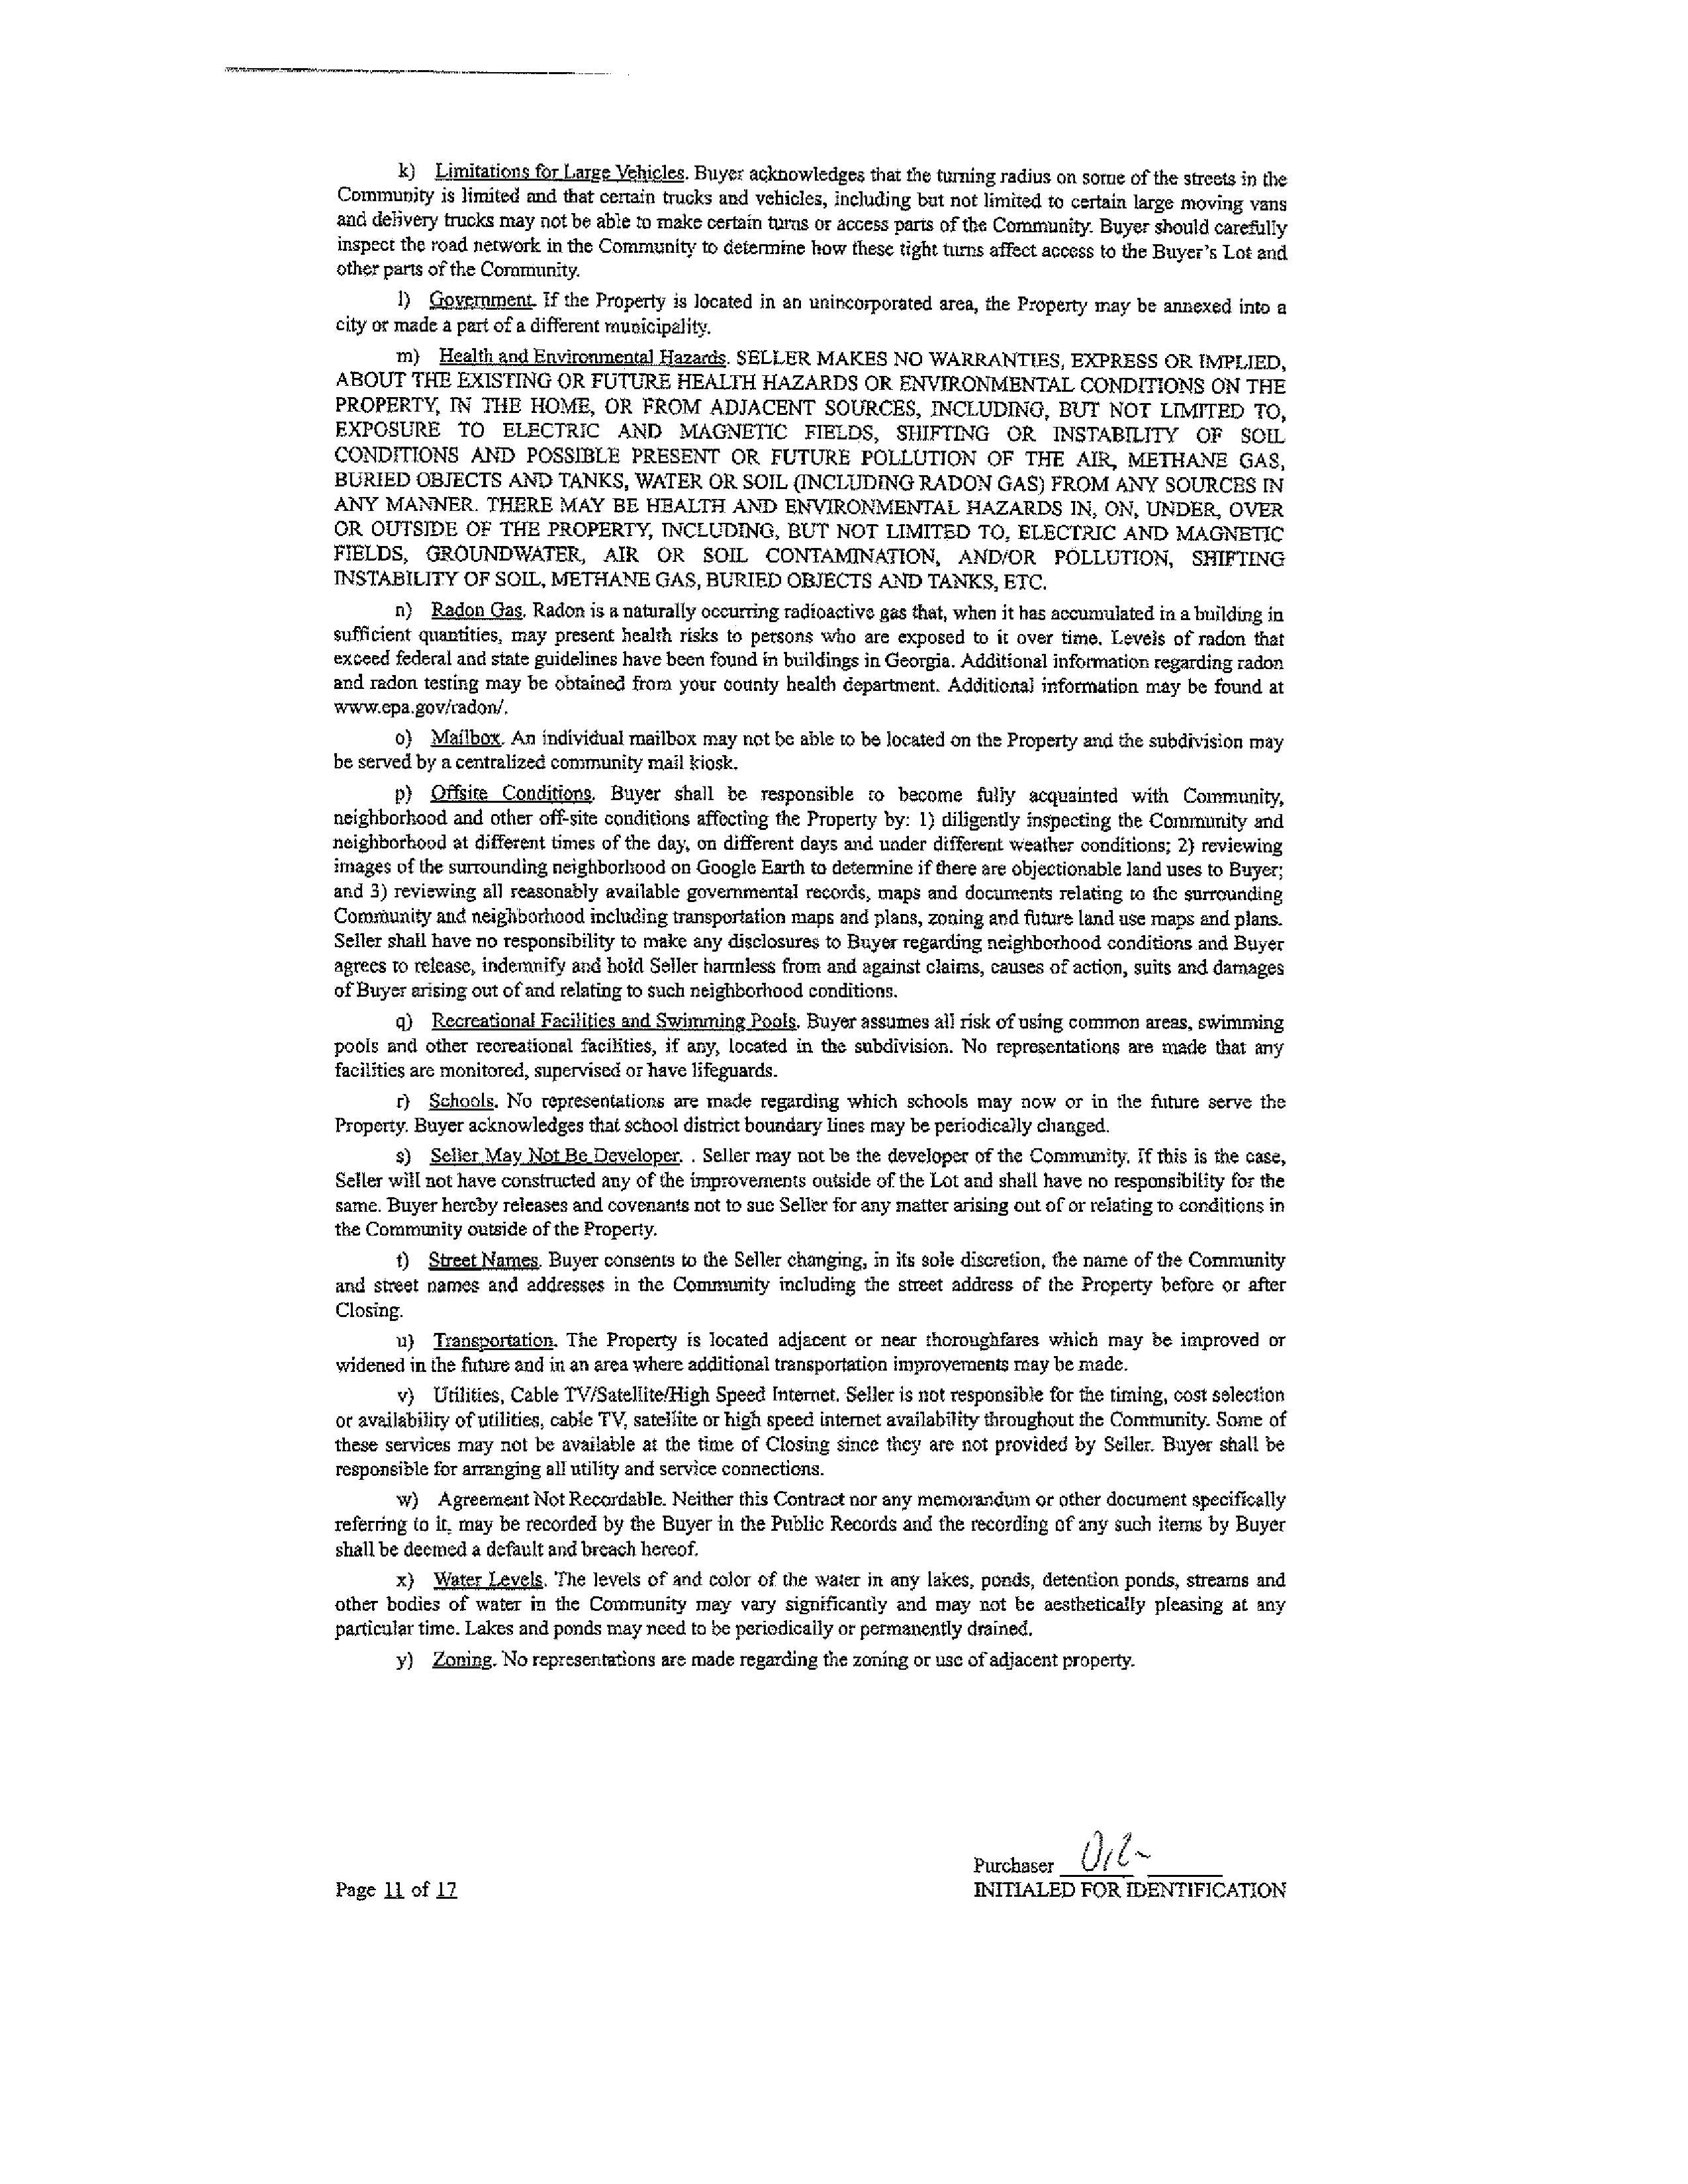 k) Limitations for Large Vehicles. Buyer acknowledges that the turning radius on some of the streets in the
Community is limited and that certain trucks and vehicles, including but not limited to certain large moving vans
and delivery trucks may not be able to make certain turns or access parts of the Community. Buyer should carefully
inspect the road network in the Community to determine how these tight turns affect access to the Buyer's Lot and
other parts of the Community.
l) Government. If the Property is located in an unincorporated area, the Property may be annexed into a
city or made a part of a different municipality.
m) Health and Environmental Hazards. SELLER MAKES NO WARRANTIES, EXPRESS OR IMPLIED,
ABOUT THE EXISTING OR FUTURE HEALTH HAZARDS OR ENVIRONMENTAL CONDITIONS ON THE
PROPERTY, IN THE HOME, OR FROM ADJACENT SOURCES, INCLUDING, BUT NOT LIMITED TO,
EXPOSURE TO ELECTRIC AND MAGNETIC FIELDS, SHIFTING OR INSTABILITY OF SOIL
CONDITIONS AND POSSIBLE PRESENT OR FUTURE POLLUTION OF THE AIR, METHANE GAS,
BURIED OBJECTS AND TANKS, WATER OR SOIL (INCLUDING RADON GAS) FROM ANY SOURCES IN
ANY MANNER. THERE MAY BE HEALTH AND ENVIRONMENTAL HAZARDS IN, ON, UNDER, OVER
OR OUTSIDE OF THE PROPERTY, INCLUDING, BUT NOT LIMITED TO, ELECTRIC AND MAGNETIC
FIELDS, GROUNDWATER, AIR OR SOIL CONTAMINATION, AND/OR POLLUTION, SHIFTING
INSTABILITY OF SOIL, METHANE GAS, BURIED OBJECTS AND TANKS, ETC.
n) Radon Gas. Radon is a naturally occurring radioactive gas that, when it has accumulated in a building in
sufficient quantities, may present health risks to persons who are exposed to it over time. Levels of radon that
exceed federal and state guidelines have been found in buildings in Georgia. Additional information regarding radon
and radon testing may be obtained from your county health department. Additional information may be found at
www.epa.gov/radon/.
o) Mailbox. An individual mailbox may not be able to be located on the Property and the subdivision may
be served by a centralized community mail kiosk.
p) Offsite Conditions. Buyer shall be responsible to become fully acquainted with Community,
neighborhood and other off-site conditions affecting the Property by: 1) diligently inspecting the Community and
neighborhood at different times of the day, on different days and under different weather conditions; 2) reviewing
images of the surrounding neighborhood on Google Earth to determine if there are objectionable land uses to Buyer;
and 3) reviewing all reasonably available governmental records, maps and documents relating to the surrounding
Community and neighborhood including transportation maps and plans, zoning and future land use maps and plans.
Seller shall have no responsibility to make any disclosures to Buyer regarding neighborhood conditions and Buyer
agrees to release, indemnify and hold Seller harmless from and against claims, causes of action, suits and damages
of Buyer arising out of and relating to such neighborhood conditions.
q) Recreational Facilities and Swimming Pools. Buyer assumes all risk of using common areas, swimming
pools and other recreational facilities, if any, located in the subdivision. No representations are made that any
facilities are monitored, supervised or have lifeguards.
r) Schools. No representations are made regarding which schools may now or in the future serve the
Property. Buyer acknowledges that school district boundary lines may be periodically changed.
s) Seller May Not Be Developer. . Seller may not be the developer of the Community. If this is the case,
Seller will not have constructed any of the improvements outside of the Lot and shall have no responsibility for the
same. Buyer hereby releases and covenants not to sue Seller for any matter arising out of or relating to conditions in
the Community outside of the Property.
t) Street Names. Buyer consents to the Seller changing, in its sole discretion, the name of the Community
and street names and addresses in the Community including the street address of the Property before or after
Closing.
u) Transportation. The Property is located adjacent or near thoroughfares which may be improved or
widened in the future and in an area where additional transportation improvements may be made.
v) Utilities, Cable TV/Satellite/High Speed Internet. Seller is not responsible for the timing, cost selection
or availability of utilities, cable TV, satellite or high speed internet availability throughout the Community. Some of
these services may not be available at the time of Closing since they are not provided by Seller. Buyer shall be
responsible for arranging all utility and service connections.
w) Agreement Not Recordable. Neither this Contract nor any memorandum or other document specifically
referring to it, may be recorded by the Buyer in the Public Records and the recording of any such items by Buyer
shall be deemed a default and breach hereof.
x) Water Levels. The levels of and color of the water in any lakes, ponds, detention ponds, streams and
other bodies of water in the Community may vary significantly and may not be aesthetically pleasing at any
particular time. Lakes and ponds may need to be periodically or permanently drained.
y) Zoning. No representations are made regarding the zoning or use of adjacent property.
Purchaser
Page 11 of 17 INITIALED FOR IDENTIFICATION